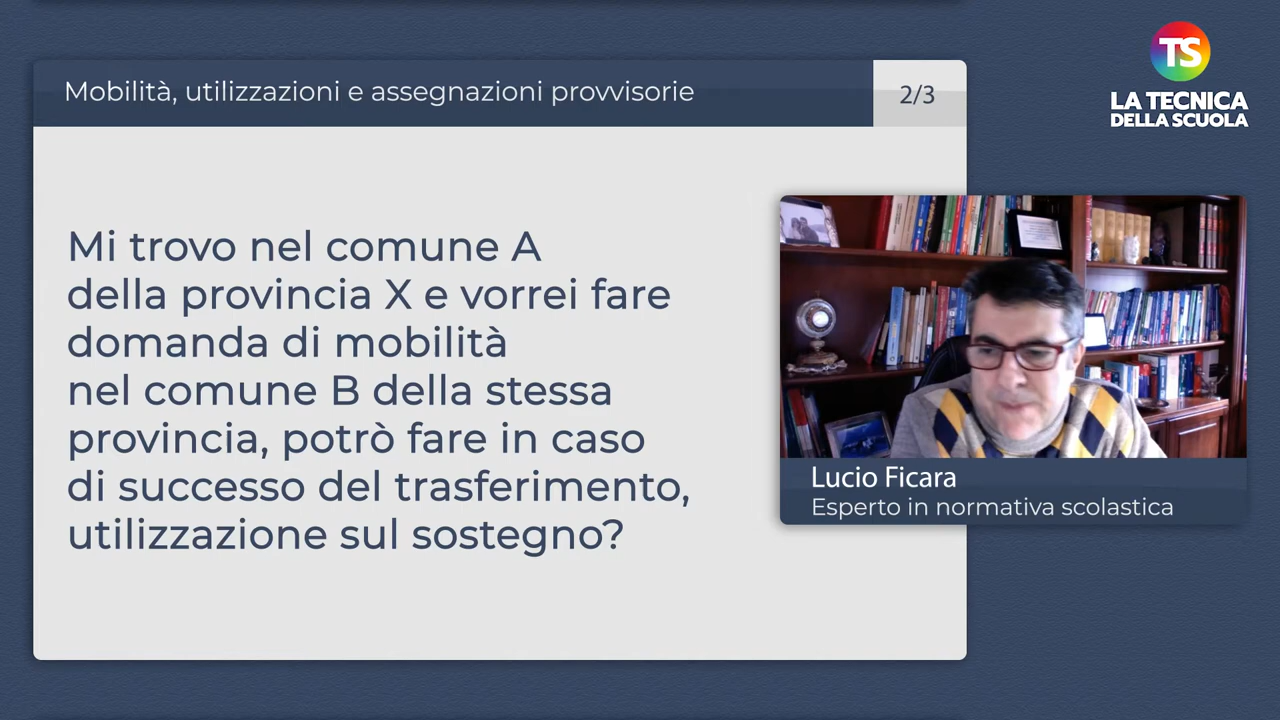 Mobilità, utilizzazioni e assegnazioni provvisorie
2/3
TS
LA TECNICA
DELLA SCUOLA
Mi trovo nel comune A
della provincia X e vorrei fare
domanda di mobilità
nel comune B della stessa
provincia, potrò fare in caso
di successo del trasferimento,
utilizzazione sul sostegno?
Lucio Ficara
Esperto in normativa scolastica